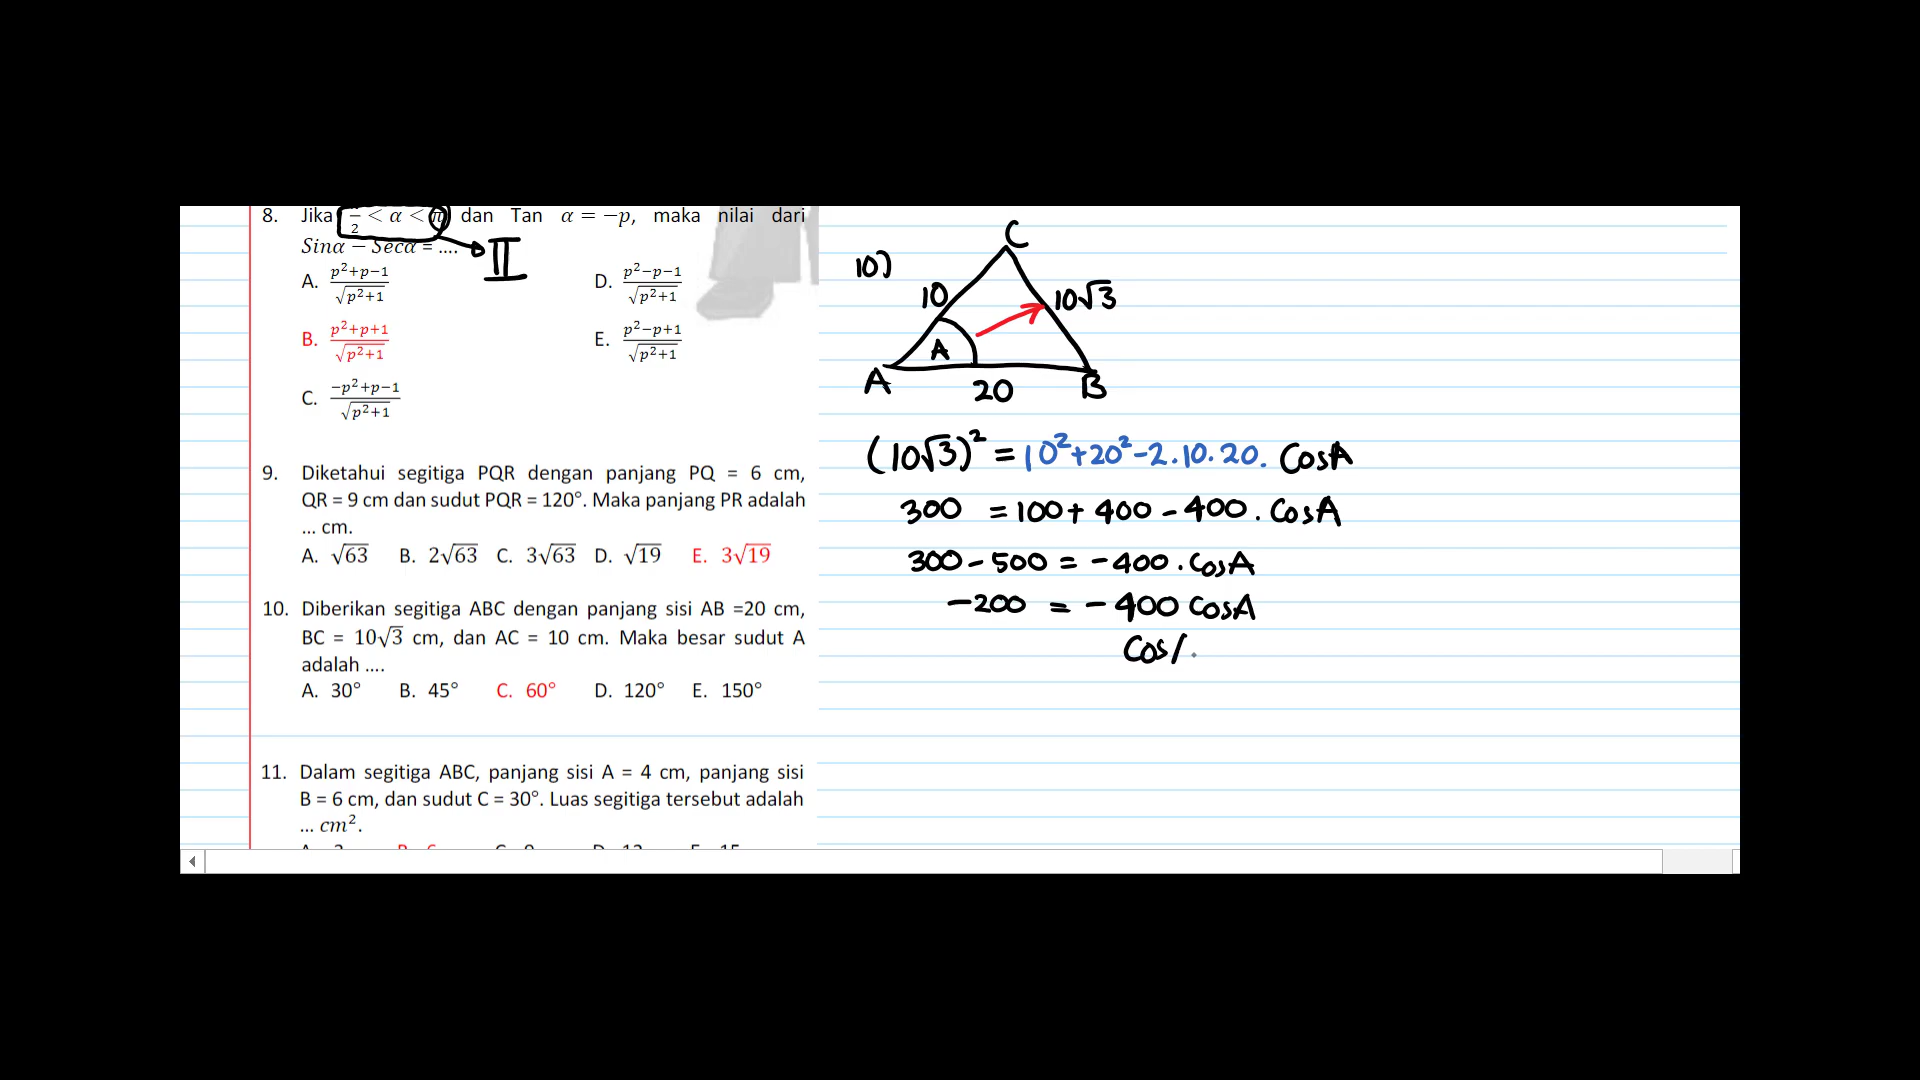 8. Jika π/2 < α < π dan Tan α = −p, maka nilai dari
Sinα − Secα = ....
II
A. (p²+p−1)/√(p²+1) D. (p²−p−1)/√(p²+1)
B. (p²+p+1)/√(p²+1) E. (p²−p+1)/√(p²+1)
C. (−p²+p−1)/√(p²+1)
9. Diketahui segitiga PQR dengan panjang PQ = 6 cm,
QR = 9 cm dan sudut PQR = 120°. Maka panjang PR adalah
... cm.
A. √63 B. 2√63 C. 3√63 D. √19 E. 3√19
10. Diberikan segitiga ABC dengan panjang sisi AB =20 cm,
BC = 10√3 cm, dan AC = 10 cm. Maka besar sudut A
adalah ....
A. 30° B. 45° C. 60° D. 120° E. 150°
11. Dalam segitiga ABC, panjang sisi A = 4 cm, panjang sisi
B = 6 cm, dan sudut C = 30°. Luas segitiga tersebut adalah
... cm².
10)
C
10
10√3
A
A
20
B
(10√3)² = 10²+20²-2.10.20. CosA
300 = 100+ 400 - 400 . CosA
300 - 500 = -400 . CosA
-200 = - 400 CosA
Cos